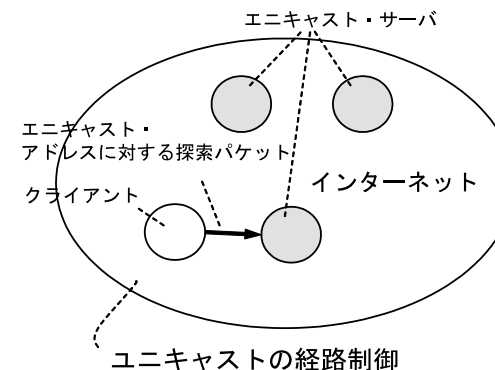 エニキャスト・サーバ
エニキャスト・
アドレスに対する探索パケット
クライアント
インターネット
ユニキャストの経路制御